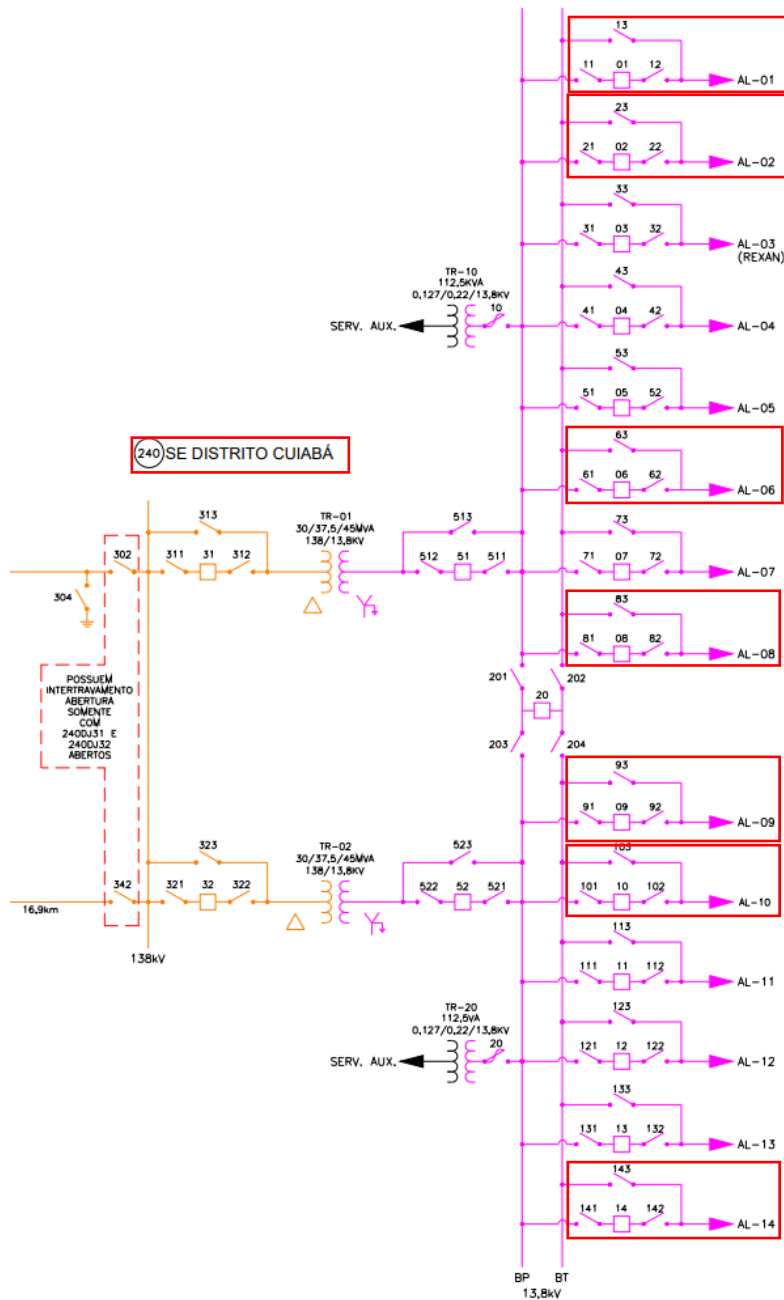 13
11 01 12
AL-01
23
21 02 22
AL-02
33
31 03 32
AL-03
(REXAN)
TR-10
112,5KVA
0,127/0,22/13,8KV
10
SERV. AUX.
43
41 04 42
AL-04
53
51 05 52
AL-05
240 SE DISTRITO CUIABÁ
63
61 06 62
AL-06
302
304
313
311 31 312
TR-01
30/37,5/45MVA
138/13,8KV
513
512 51 511
73
71 07 72
AL-07
83
81 08 82
AL-08
POSSUEM
INTERTRAVAMENTO
ABERTURA
SOMENTE
COM
240DJ31 E
240DJ32
ABERTOS
201 202
20
203 204
93
91 09 92
AL-09
16,9km
342
323
321 32 322
TR-02
30/37,5/45MVA
138/13,8KV
523
522 52 521
103
101 10 102
AL-10
138kV
113
111 11 112
AL-11
TR-20
112,5VA
0,127/0,22/13,8KV
20
SERV. AUX.
123
121 12 122
AL-12
133
131 13 132
AL-13
143
141 14 142
AL-14
BP BT
13,8kV